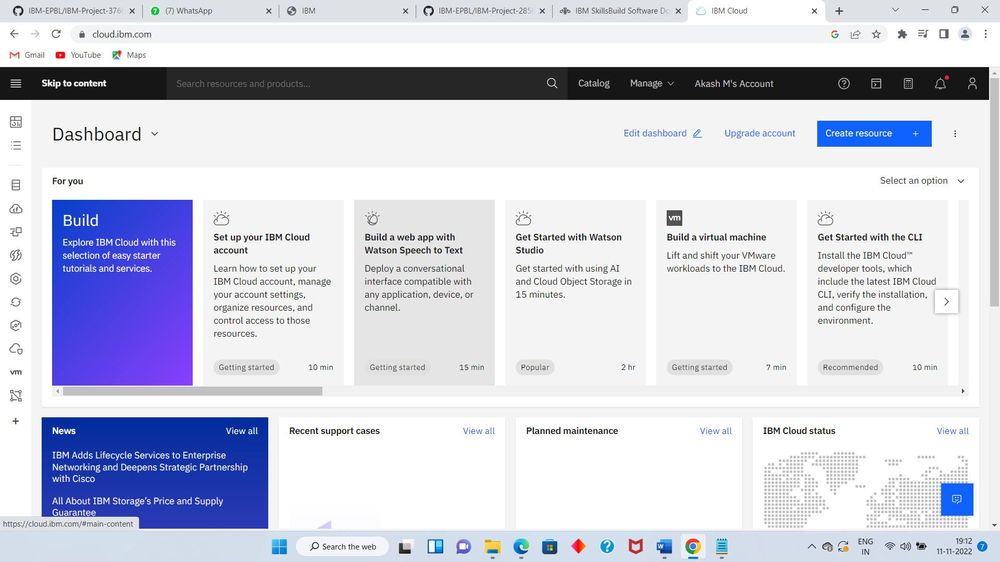 IBM-EPBL/IBM-Project-376
(7) WhatsApp
IBM
IBM-EPBL/IBM-Project-2859
IBM SkillsBuild Software Do
IBM Cloud
cloud.ibm.com
Gmail
YouTube
Maps
Skip to content
Search resources and products...
Catalog
Manage
Akash M's Account
Dashboard
Edit dashboard
Upgrade account
Create resource +
For you
Select an option
Build
Explore IBM Cloud with this
selection of easy starter
tutorials and services.
Set up your IBM Cloud
account
Learn how to set up your
IBM Cloud account, manage
your account settings,
organize resources, and
control access to those
resources.
Getting started
10 min
Build a web app with
Watson Speech to Text
Deploy a conversational
interface compatible with
any application, device, or
channel.
Getting started
15 min
Get Started with Watson
Studio
Get started with using AI
and Cloud Object Storage in
15 minutes.
Popular
2 hr
vm
Build a virtual machine
Lift and shift your VMware
workloads to the IBM Cloud.
Getting started
7 min
Get Started with the CLI
Install the IBM Cloud™
developer tools, which
include the latest IBM Cloud
CLI, verify the installation,
and configure the
environment.
Recommended
10 min
vm
News
View all
IBM Adds Lifecycle Services to Enterprise
Networking and Deepens Strategic Partnership
with Cisco
All About IBM Storage's Price and Supply
Guarantee
Recent support cases
View all
Planned maintenance
View all
IBM Cloud status
View all
https://cloud.ibm.com/#main-content
Search the web
ENG
IN
19:12
11-11-2022
7